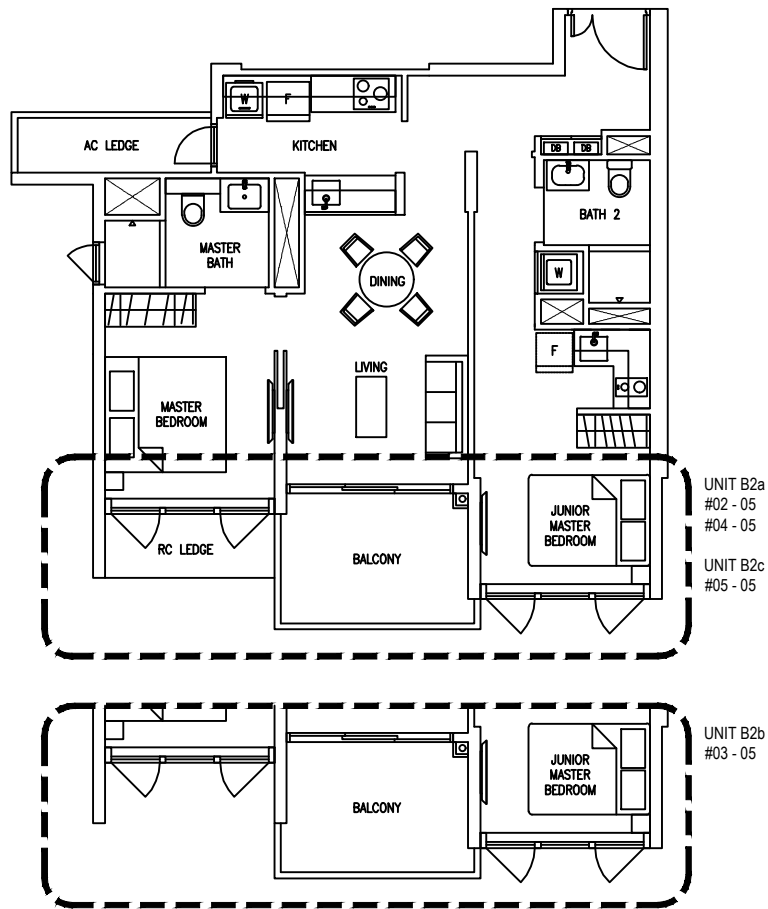 W
F
KITCHEN
AC LEDGE
DB
DB
BATH 2
MASTER
BATH
DINING
W
F
LIVING
MASTER
BEDROOM
UNIT B2a
#02 - 05
#04 - 05
UNIT B2c
#05 - 05
JUNIOR
MASTER
BEDROOM
RC LEDGE
BALCONY
UNIT B2b
#03 - 05
JUNIOR
MASTER
BEDROOM
BALCONY